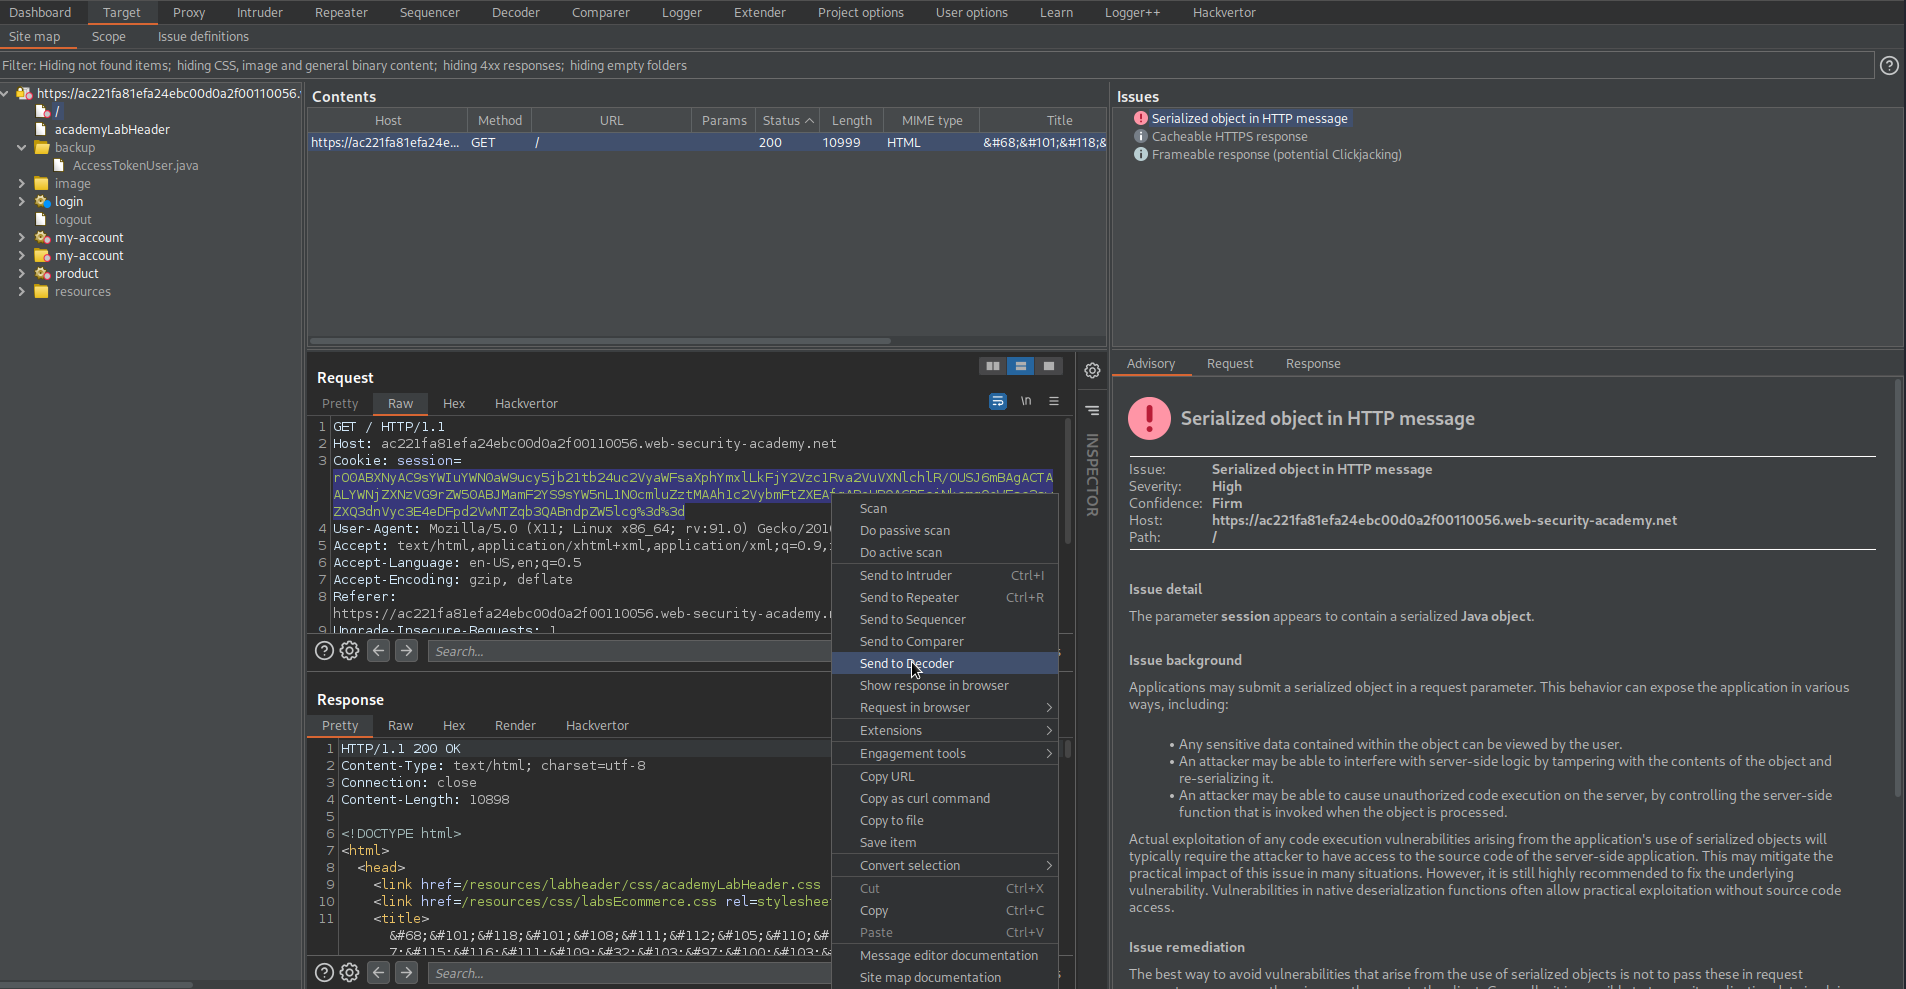 Dashboard Target Proxy Intruder Repeater Sequencer Decoder Comparer Logger Extender Project options User options Learn Logger++ Hackvertor
Site map Scope Issue definitions
Filter: Hiding not found items; hiding CSS, image and general binary content; hiding 4xx responses; hiding empty folders
https://ac221fa81efa24ebc00d0a2f00110056.
/
academyLabHeader
backup
AccessTokenUser.java
image
login
logout
my-account
my-account
product
resources
Contents
Host Method URL Params Status Length MIME type Title
https://ac221fa81efa24e... GET / 200 10999 HTML &#68;&#101;&#118;&
Request
Pretty Raw Hex Hackvertor
\n
1 GET / HTTP/1.1
2 Host: ac221fa81efa24ebc00d0a2f00110056.web-security-academy.net
3 Cookie: session=
rO0ABXNyAC9sYWIuYWN0aW9ucy5jb21tb24uc2VyaWFsaXphYmxlLkFjY2Vzc1Rva2VuVXNlchlR/OUSJ6mBAgACTA
ALYWNjZXNzVG9rZW50ABJMamF2YS9sYW5nL1N0cmluZztMAAh1c2VybmFtZXEA
ZXQ3dnVyc3E4eDFpd2VwNTZqb3QABndpZW5lcg%3d%3d
4 User-Agent: Mozilla/5.0 (X11; Linux x86_64; rv:91.0) Gecko/201
5 Accept: text/html,application/xhtml+xml,application/xml;q=0.9,
6 Accept-Language: en-US,en;q=0.5
7 Accept-Encoding: gzip, deflate
8 Referer:
https://ac221fa81efa24ebc00d0a2f00110056.web-security-academy.
9 Upgrade-Insecure-Requests: 1
Search...
INSPECTOR
Response
Pretty Raw Hex Render Hackvertor
1 HTTP/1.1 200 OK
2 Content-Type: text/html; charset=utf-8
3 Connection: close
4 Content-Length: 10898
5
6 <!DOCTYPE html>
7 <html>
8 <head>
9 <link href=/resources/labheader/css/academyLabHeader.css
10 <link href=/resources/css/labsEcommerce.css rel=styleshee
11 <title>
&#68;&#101;&#118;&#101;&#108;&#111;&#112;&#105;&#110;&#
7;&#115;&#116;&#111;&#109;&#32;&#103;&#97;&#100;&#103;&
Search...
Scan
Do passive scan
Do active scan
Send to Intruder Ctrl+I
Send to Repeater Ctrl+R
Send to Sequencer
Send to Comparer
Send to Decoder
Show response in browser
Request in browser
Extensions
Engagement tools
Copy URL
Copy as curl command
Copy to file
Save item
Convert selection
Cut Ctrl+X
Copy Ctrl+C
Paste Ctrl+V
Message editor documentation
Site map documentation
Issues
Serialized object in HTTP message
Cacheable HTTPS response
Frameable response (potential Clickjacking)
Advisory Request Response
Serialized object in HTTP message
Issue: Serialized object in HTTP message
Severity: High
Confidence: Firm
Host: https://ac221fa81efa24ebc00d0a2f00110056.web-security-academy.net
Path: /
Issue detail
The parameter session appears to contain a serialized Java object.
Issue background
Applications may submit a serialized object in a request parameter. This behavior can expose the application in various
ways, including:
• Any sensitive data contained within the object can be viewed by the user.
• An attacker may be able to interfere with server-side logic by tampering with the contents of the object and
re-serializing it.
• An attacker may be able to cause unauthorized code execution on the server, by controlling the server-side
function that is invoked when the object is processed.
Actual exploitation of any code execution vulnerabilities arising from the application's use of serialized objects will
typically require the attacker to have access to the source code of the server-side application. This may mitigate the
practical impact of this issue in many situations. However, it is still highly recommended to fix the underlying
vulnerability. Vulnerabilities in native deserialization functions often allow practical exploitation without source code
access.
Issue remediation
The best way to avoid vulnerabilities that arise from the use of serialized objects is not to pass these in request